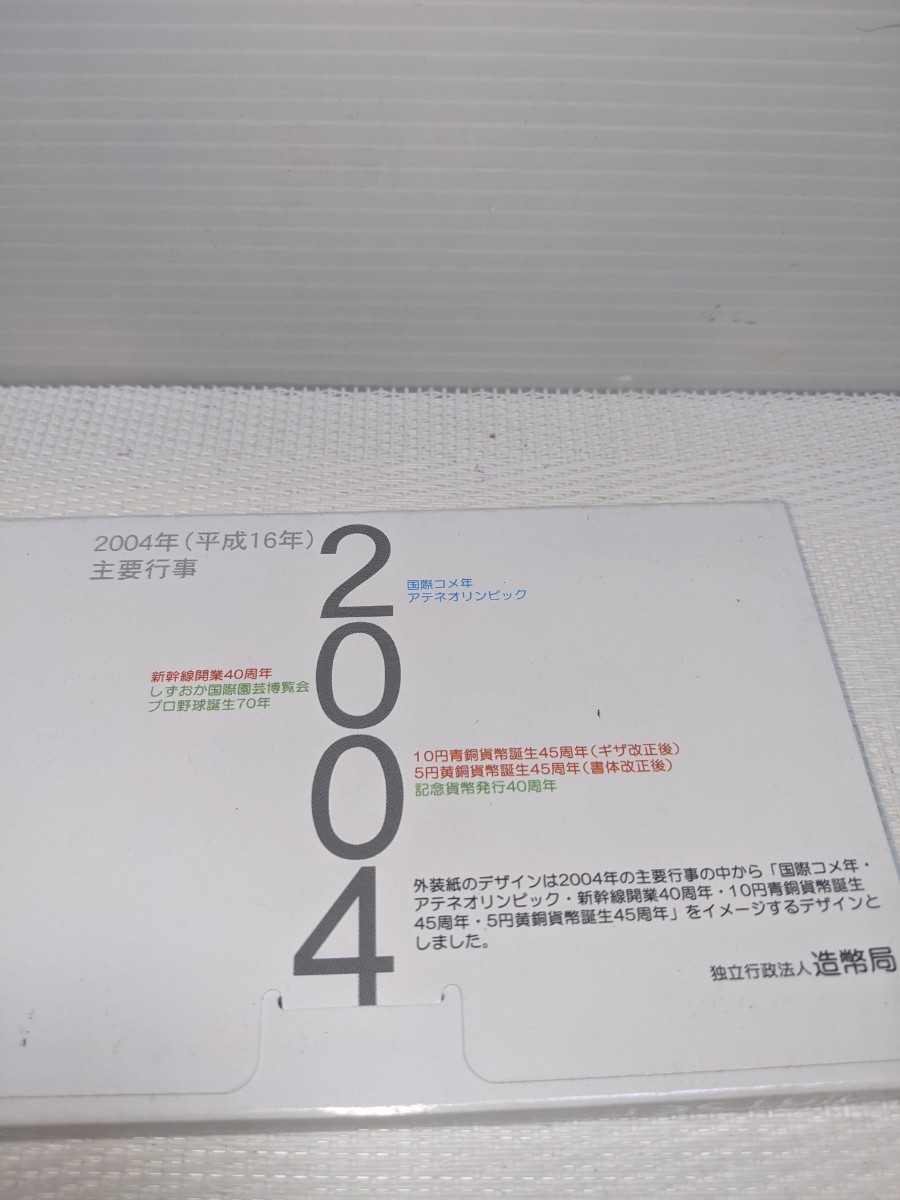 2004年(平成16年)
主要行事
2004
国際コメ年
アテネオリンピック
新幹線開業40周年
しずおか国際園芸博覧会
プロ野球誕生70年
10円青銅貨幣誕生45周年(ギザ改正後)
5円黄銅貨幣誕生45周年(書体改正後)
記念貨幣発行40周年
外装紙のデザインは2004年の主要行事の中から「国際コメ年・
アテネオリンピック・新幹線開業40周年・10円青銅貨幣誕生
45周年・5円黄銅貨幣誕生45周年」をイメージするデザインと
しました。
独立行政法人造幣局